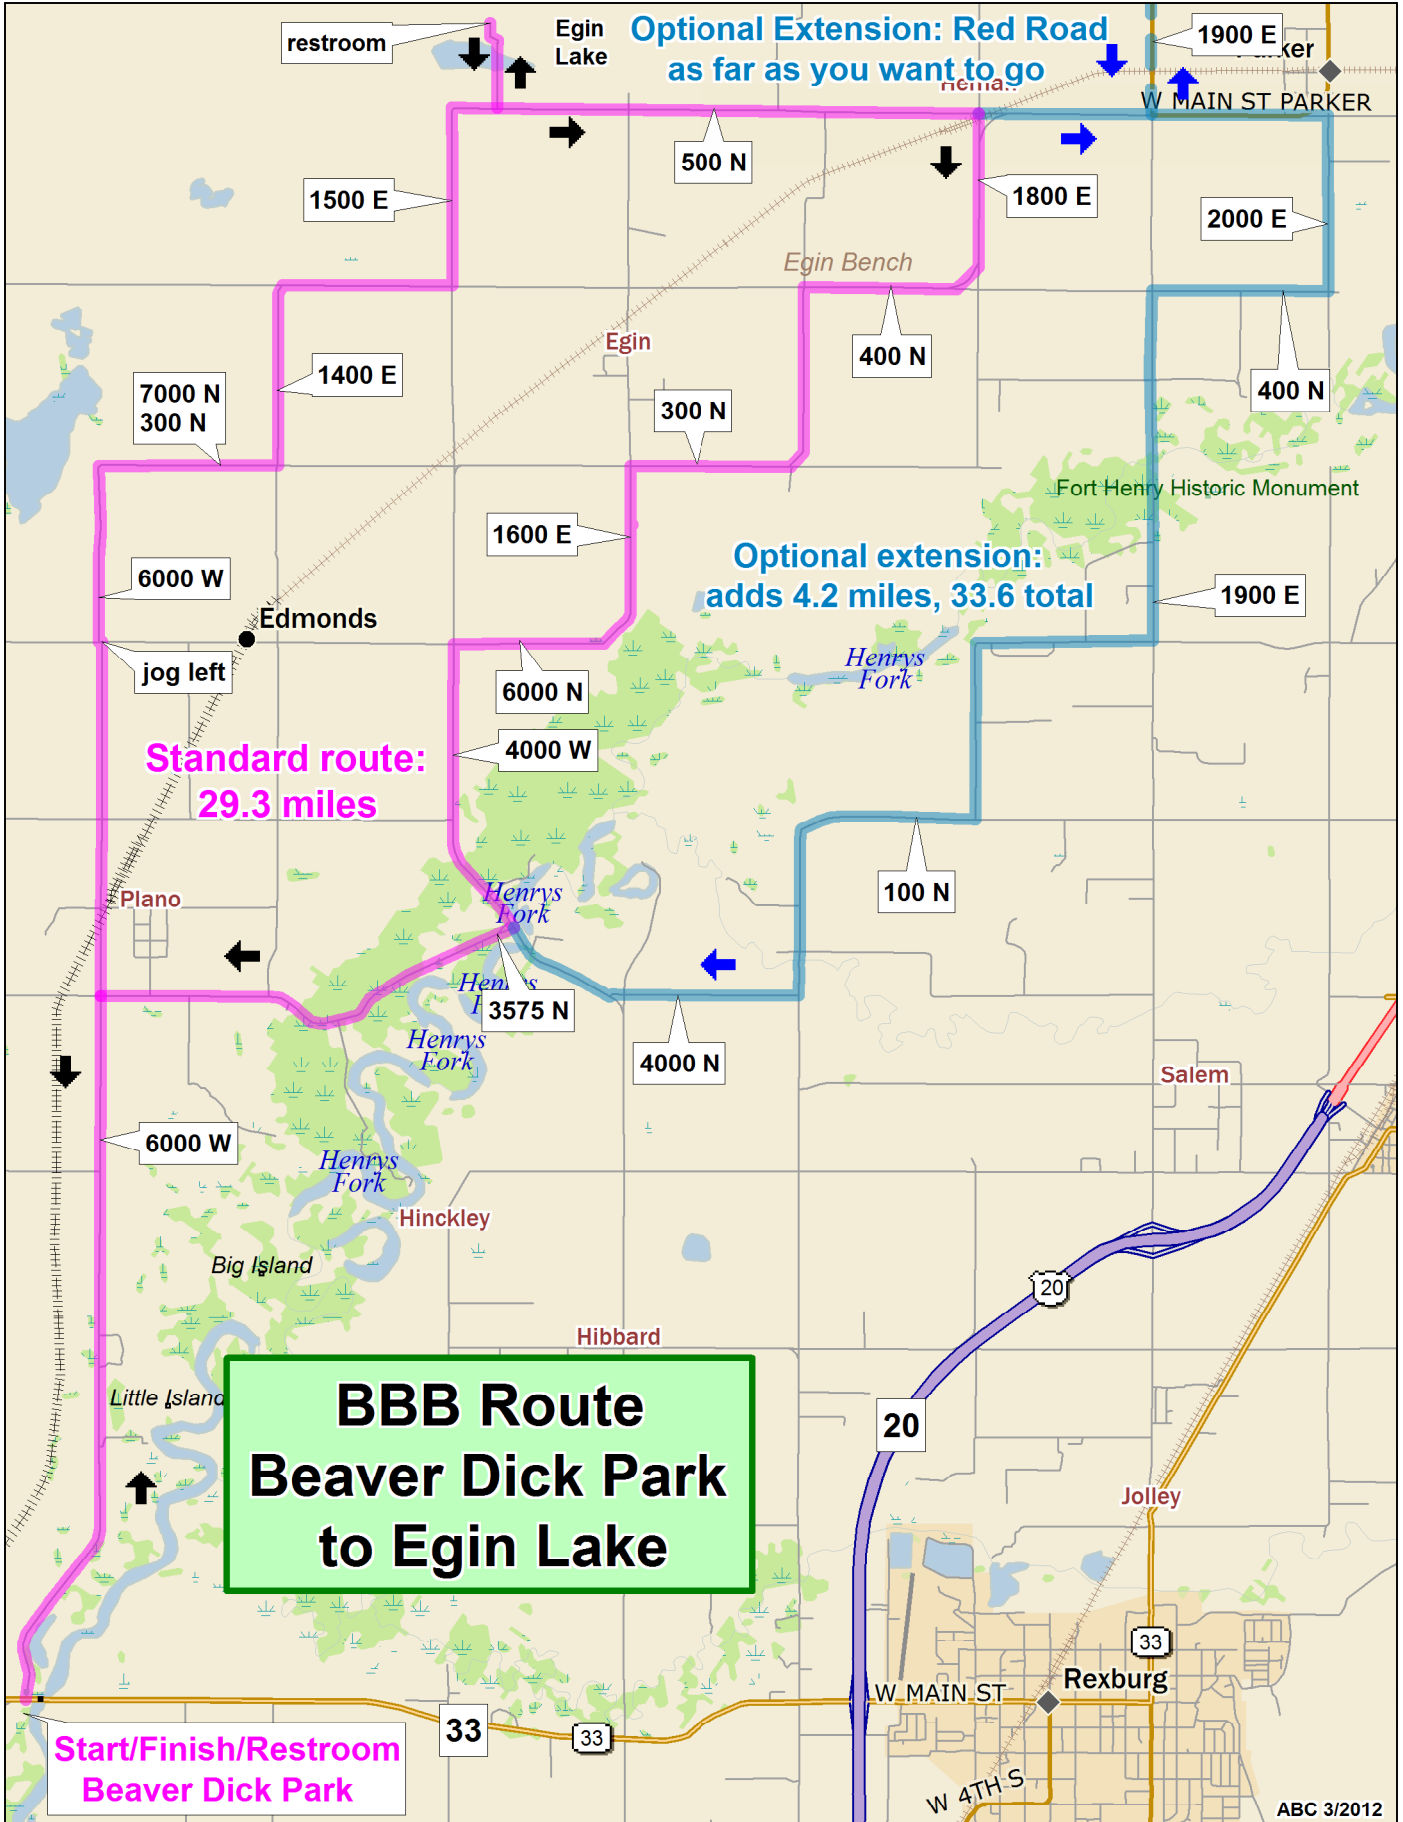 restroom
Egin
Lake
Optional Extension: Red Road
as far as you want to go
1900 E
W MAIN ST PARKER
500 N
1500 E
1800 E
2000 E
Egin Bench
Egin
400 N
1400 E
7000 N
300 N
300 N
400 N
Fort Henry Historic Monument
1600 E
Optional extension:
adds 4.2 miles, 33.6 total
6000 W
1900 E
Edmonds
jog left
Henrys
Fork
6000 N
4000 W
Standard route:
29.3 miles
Plano
Henrys
Fork
100 N
3575 N
Henrys
Fork
4000 N
Salem
6000 W
Henrys
Fork
Hinckley
Big Island
20
Hibbard
Little Island
BBB Route
Beaver Dick Park
to Egin Lake
20
Jolley
33
Rexburg
W MAIN ST
33
33
Start/Finish/Restroom
Beaver Dick Park
W 4TH S
ABC 3/2012